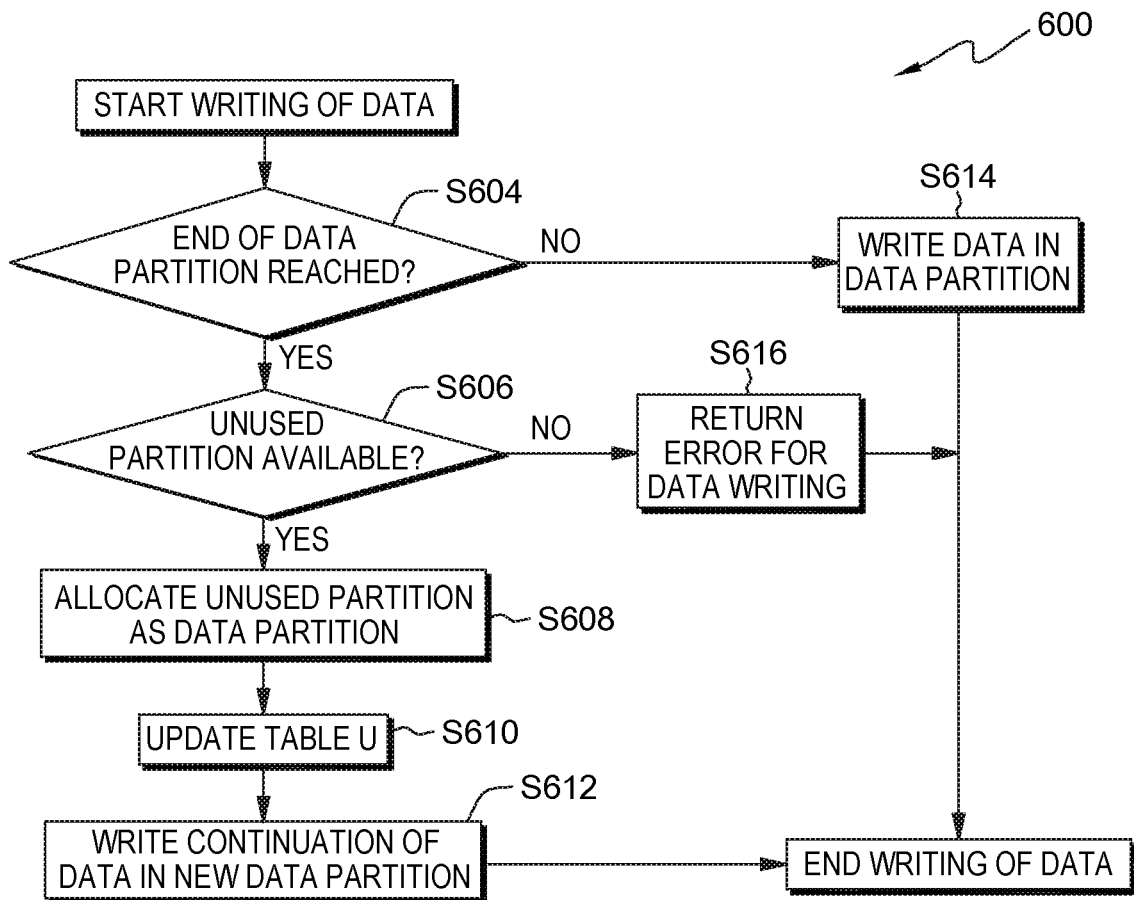 600
START WRITING OF DATA
S604
END OF DATA
PARTITION REACHED?
NO
S614
WRITE DATA IN
DATA PARTITION
YES
S606
UNUSED
PARTITION AVAILABLE?
NO
S616
RETURN
ERROR FOR
DATA WRITING
YES
ALLOCATE UNUSED PARTITION
AS DATA PARTITION
S608
UPDATE TABLE U
S610
S612
WRITE CONTINUATION OF
DATA IN NEW DATA PARTITION
END WRITING OF DATA